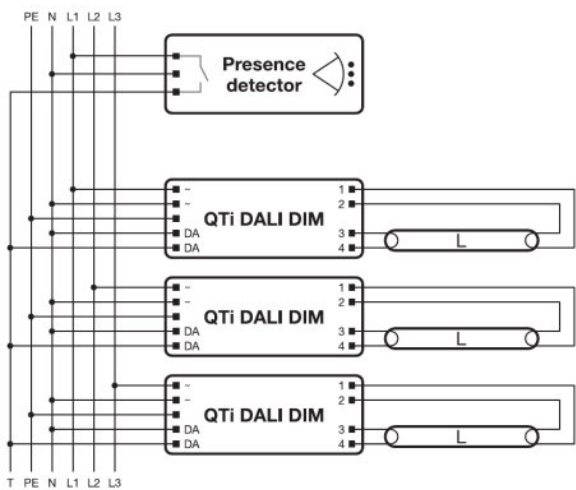 PE N L1 L2 L3
Presence
detector
~ 1
~ 2
QTi DALI DIM
DA 3
DA 4
L
~ 1
~ 2
QTi DALI DIM
DA 3
DA 4
L
~ 1
~ 2
QTi DALI DIM
DA 3
DA 4
L
T PE N L1 L2 L3